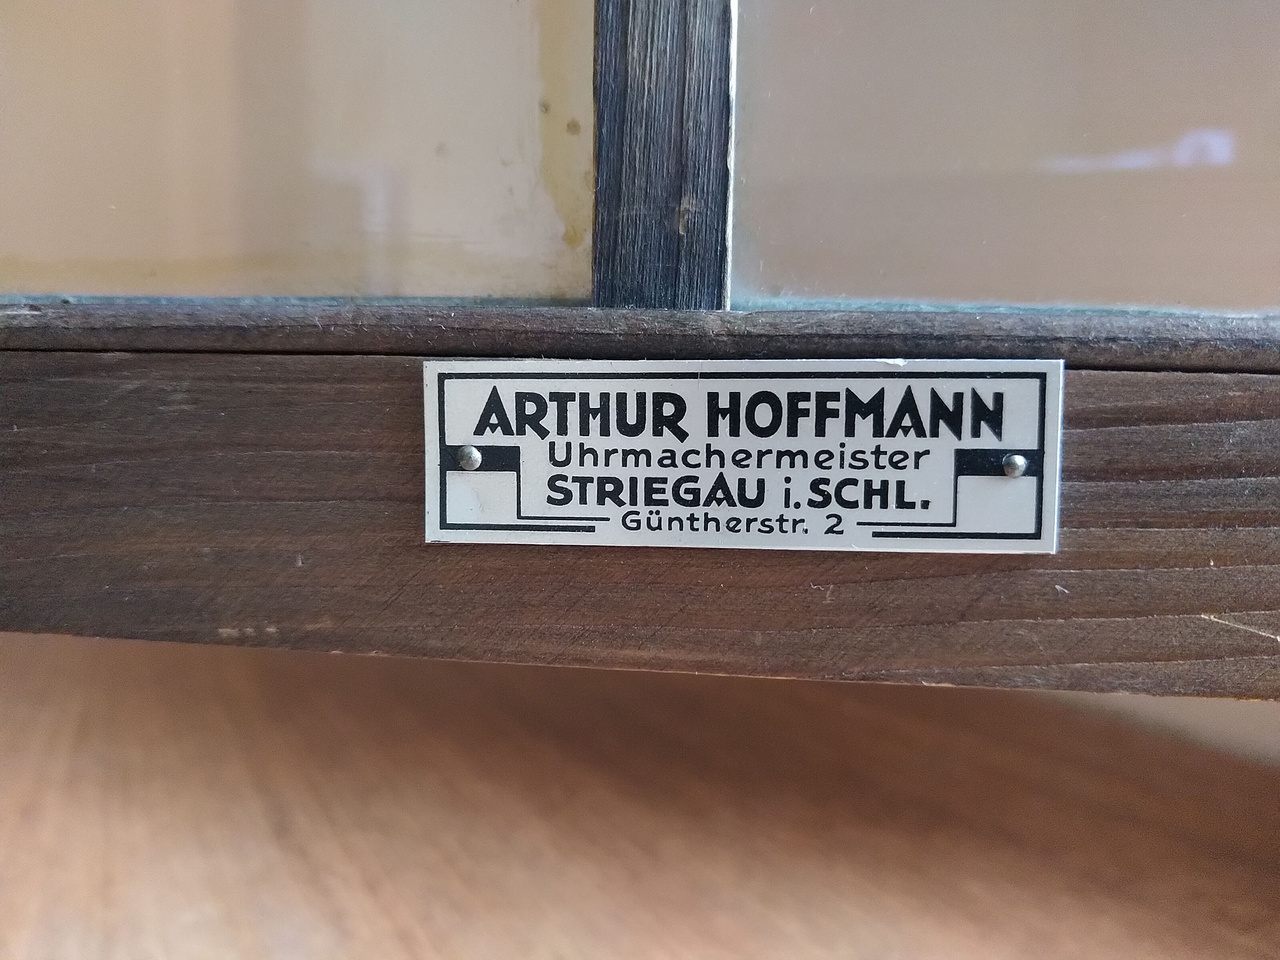 ARTHUR HOFFMANN
Uhrmachermeister
STRIEGAU i. SCHL.
Güntherstr. 2